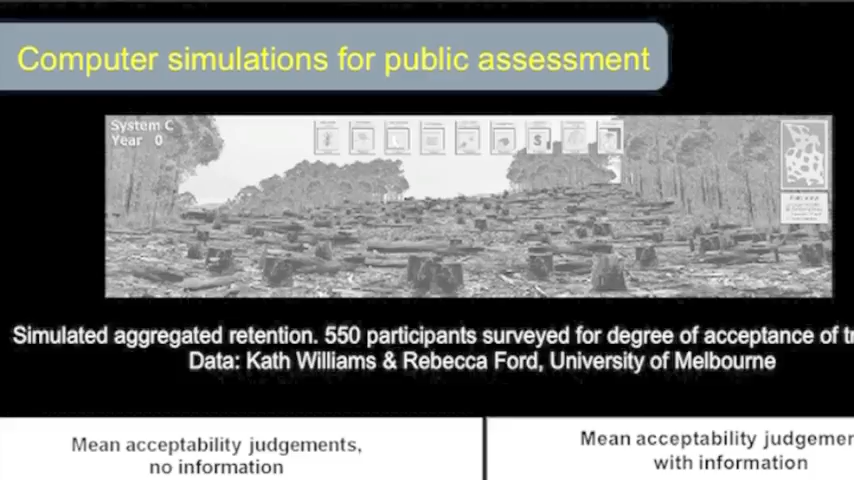 Computer simulations for public assessment
System C
Year 0
$
Simulated aggregated retention. 550 participants surveyed for degree of acceptance of
Data: Kath Williams & Rebecca Ford, University of Melbourne
Mean acceptability judgements,
no information
Mean acceptability
with information